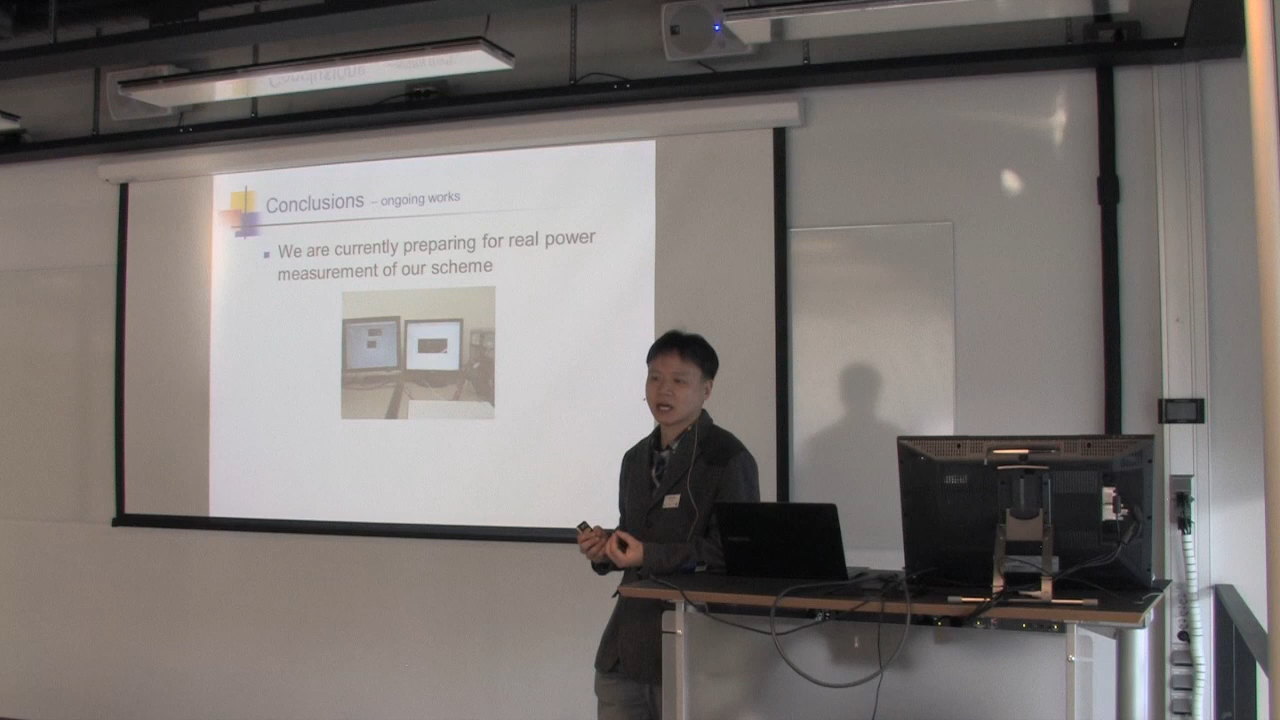 Conclusions – ongoing works
We are currently preparing for real power
measurement of our scheme